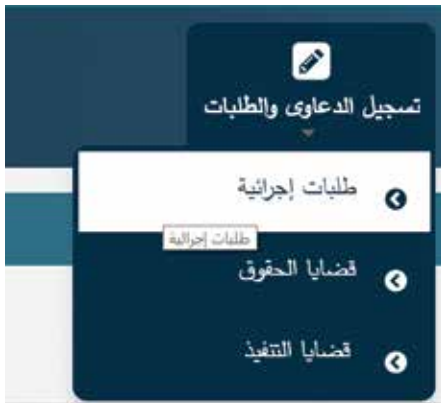 تسجيل الدعاوى والطلبات
طلبات إجرائية
طلبات إجرائية
قضايا الحقوق
قضايا التنفيذ